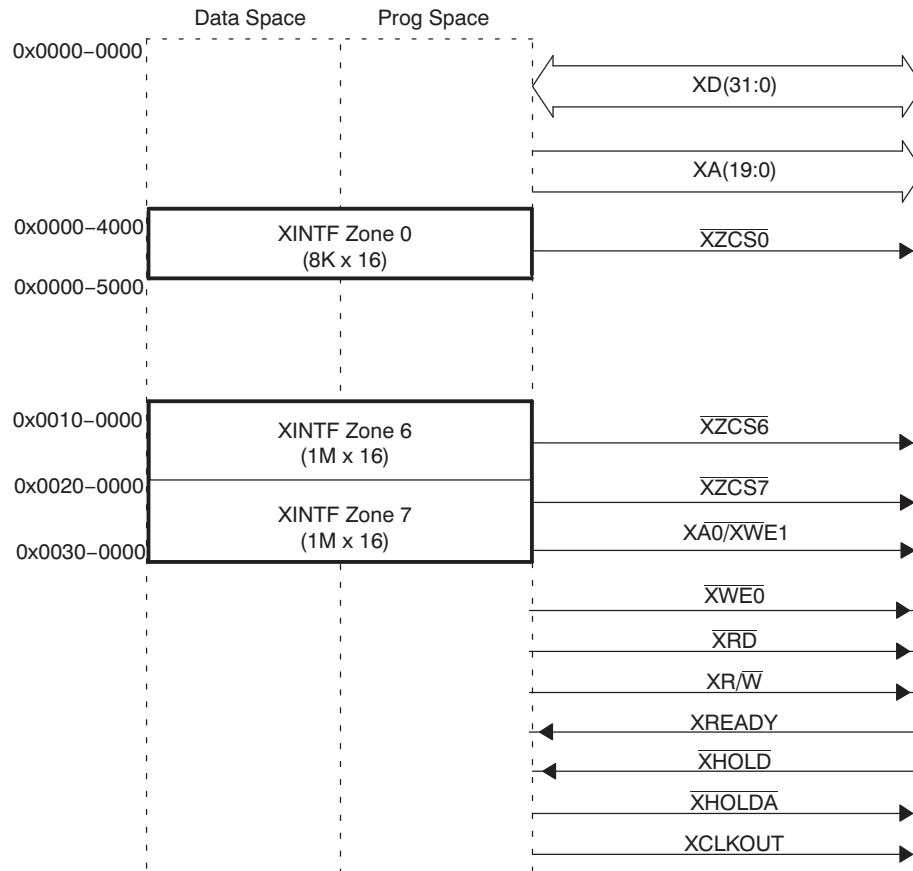 Data Space Prog Space
0x0000–0000
XD(31:0)
XA(19:0)
0x0000–4000
XINTF Zone 0
(8K x 16)
XZCS0
0x0000–5000
0x0010–0000
XINTF Zone 6
(1M x 16)
XZCS6
0x0020–0000
XZCS7
XINTF Zone 7
(1M x 16)
XA0/XWE1
0x0030–0000
XWE0
XRD
XR/W
XREADY
XHOLD
XHOLDA
XCLKOUT